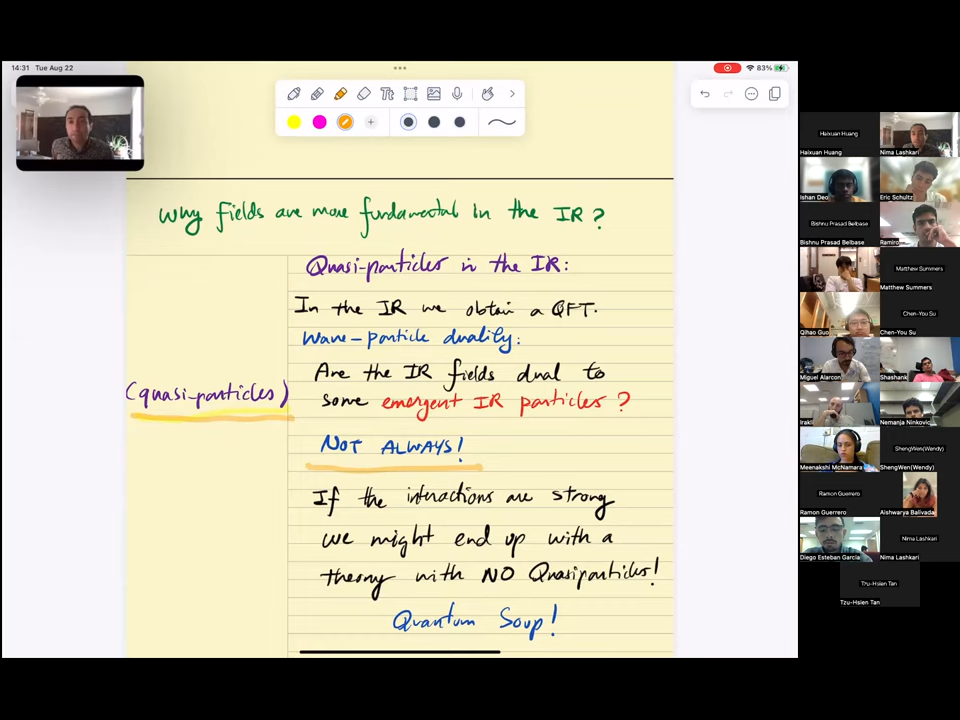 14:31 Tue Aug 22
83%
Why fields are more fundamental in the IR?
Quasi-particles in the IR:
In the IR we obtain a QFT.
Wave-particle duality:
Are the IR fields dual to
(quasi-particles)
some emergent IR particles?
NOT ALWAYS!
If the interactions are strong
we might end up with a
theory with NO Quasiparticles!
Quantum Soup!
Haixuan Huang
Haixuan Huang
Nima Lashkari
Ishan Deo
Eric Schultz
Bishnu Prasad Belbase
Bishnu Prasad Belbase
Ramiro
Matthew Summers
Matthew Summers
Chen-You Su
Qihao Guo
Chen-You Su
Miguel Alarcon
Shashank
Irakli
Nemanja Ninkovic
ShengWen(Wendy)
Meenakshi McNamara
ShengWen(Wendy)
Ramon Guerrero
Ramon Guerrero
Aishwarya Ballvada
Nima Lashkari
Diego Esteban Garcia
Nima Lashkari
Tzu-Hsien Tan
Tzu-Hsien Tan